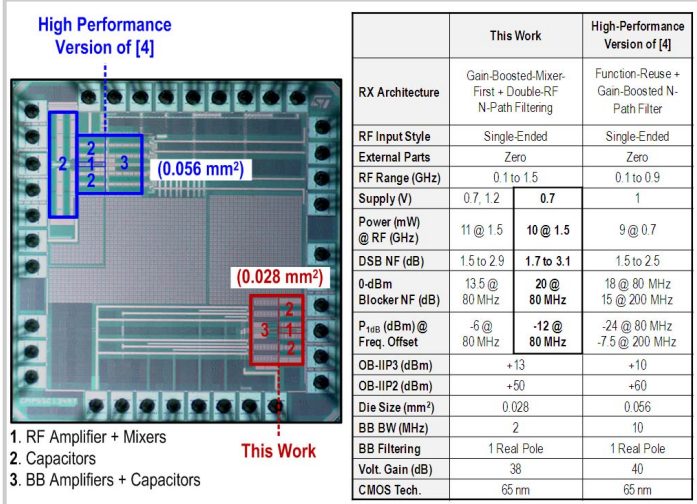 High Performance
Version of [4]
2
2
1
2
3
(0.056 mm²)
(0.028 mm²)
3
2
1
2
This Work
1. RF Amplifier + Mixers
2. Capacitors
3. BB Amplifiers + Capacitors
This Work
High-Performance
Version of [4]
RX Architecture
Gain-Boosted-Mixer-
First + Double-RF
N-Path Filtering
Function-Reuse +
Gain-Boosted N-
Path Filter
RF Input Style Single-Ended Single-Ended
External Parts Zero Zero
RF Range (GHz) 0.1 to 1.5 0.1 to 0.9
Supply (V) 0.7, 1.2 0.7 1
Power (mW)
@ RF (GHz)
11 @ 1.5 10 @ 1.5 9 @ 0.7
DSB NF (dB) 1.5 to 2.9 1.7 to 3.1 1.5 to 2.5
0-dBm
Blocker NF (dB)
13.5 @
80 MHz
20 @
80 MHz
18 @ 80 MHz
15 @ 200 MHz
P1dB (dBm) @
Freq. Offset
-6 @
80 MHz
-12 @
80 MHz
-24 @ 80 MHz
-7.5 @ 200 MHz
OB-IIP3 (dBm) +13 +10
OB-IIP2 (dBm) +50 +60
Die Size (mm²) 0.028 0.056
BB BW (MHz) 2 10
BB Filtering 1 Real Pole 1 Real Pole
Volt. Gain (dB) 38 40
CMOS Tech. 65 nm 65 nm